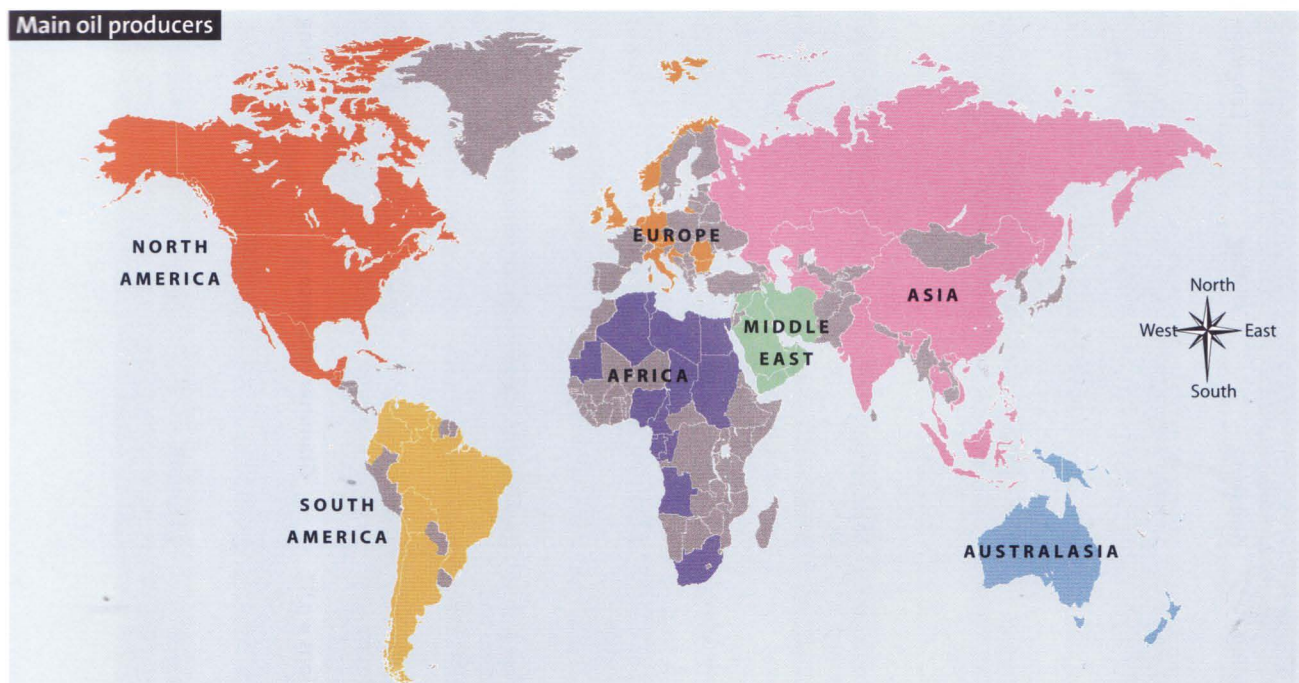 Main oil producers
NORTH
AMERICA
EUROPE
ASIA
MIDDLE
EAST
AFRICA
SOUTH
AMERICA
AUSTRALASIA
North
West
East
South